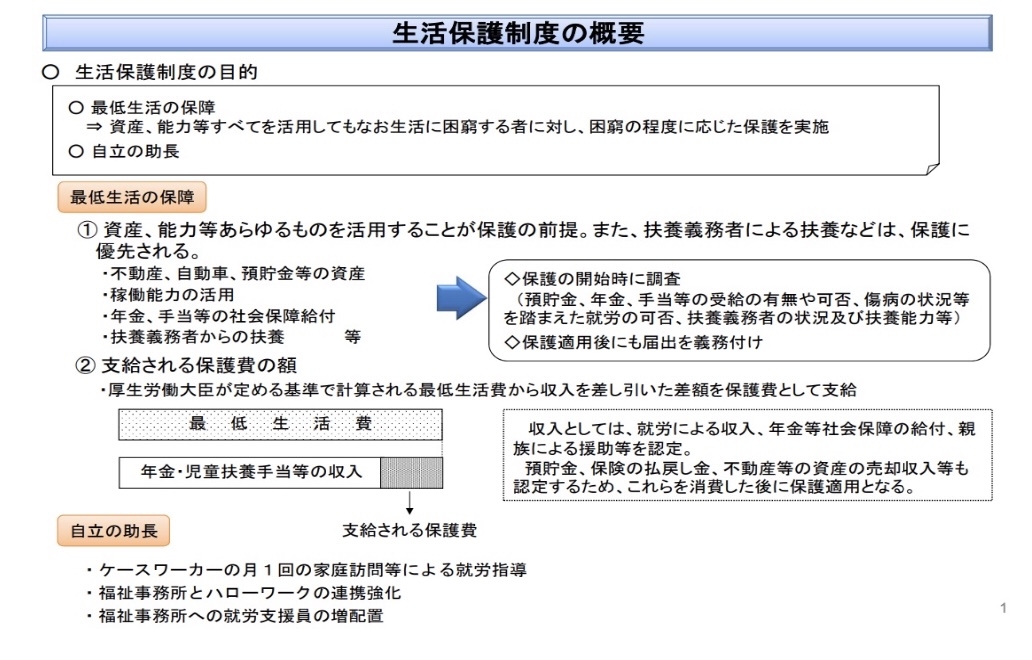 生活保護制度の概要
○ 生活保護制度の目的
○ 最低生活の保障
⇒ 資産、能力等すべてを活用してもなお生活に困窮する者に対し、困窮の程度に応じた保護を実施
○ 自立の助長
最低生活の保障
① 資産、能力等あらゆるものを活用することが保護の前提。また、扶養義務者による扶養などは、保護に
優先される。
・不動産、自動車、預貯金等の資産
・稼働能力の活用
・年金、手当等の社会保障給付
・扶養義務者からの扶養 等
◇保護の開始時に調査
（預貯金、年金、手当等の受給の有無や可否、傷病の状況等
を踏まえた就労の可否、扶養義務者の状況及び扶養能力等）
◇保護適用後にも届出を義務付け
② 支給される保護費の額
・厚生労働大臣が定める基準で計算される最低生活費から収入を差し引いた差額を保護費として支給
最 低 生 活 費
年金・児童扶養手当等の収入
支給される保護費
収入としては、就労による収入、年金等社会保障の給付、親
族による援助等を認定。
預貯金、保険の払戻し金、不動産等の資産の売却収入等も
認定するため、これらを消費した後に保護適用となる。
自立の助長
・ケースワーカーの月１回の家庭訪問等による就労指導
・福祉事務所とハローワークの連携強化
・福祉事務所への就労支援員の増配置
1